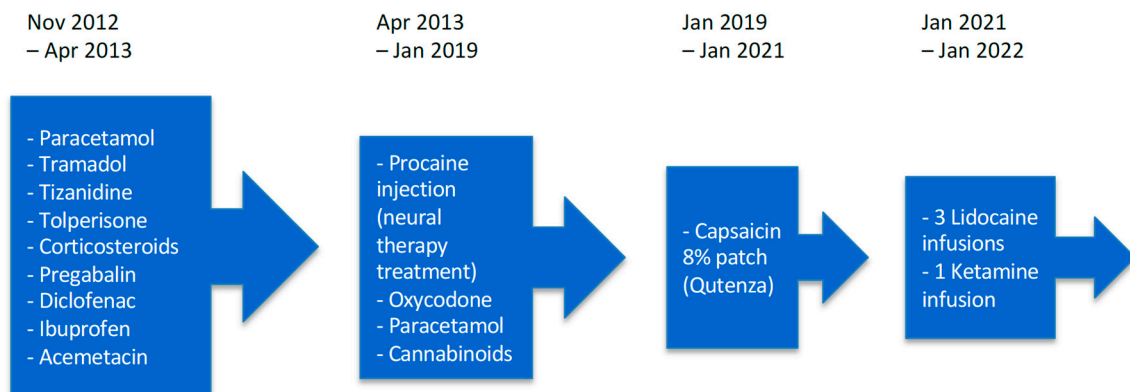 Nov 2012
– Apr 2013
- Paracetamol
- Tramadol
- Tizanidine
- Tolperisone
- Corticosteroids
- Pregabalin
- Diclofenac
- Ibuprofen
- Acemetacin
Apr 2013
– Jan 2019
- Procaine
injection
(neural
therapy
treatment)
- Oxycodone
- Paracetamol
- Cannabinoids
Jan 2019
– Jan 2021
- Capsaicin
8% patch
(Qutenza)
Jan 2021
– Jan 2022
- 3 Lidocaine
infusions
- 1 Ketamine
infusion